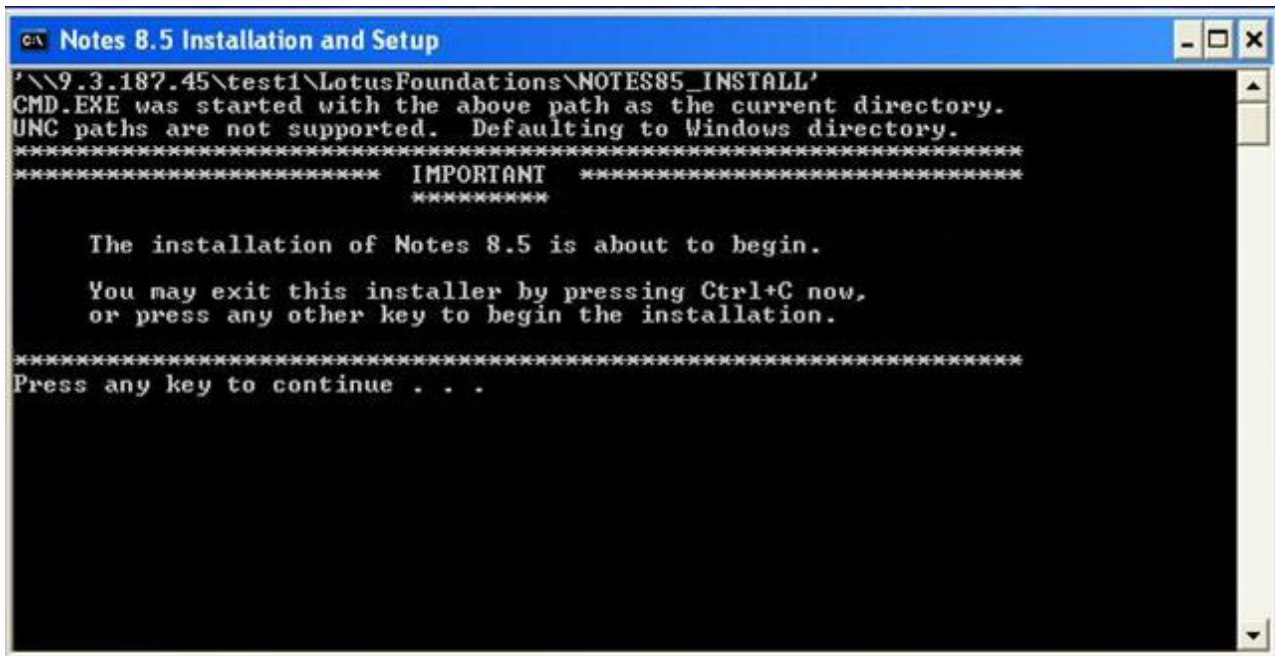 Notes 8.5 Installation and Setup
'\\9.3.187.45\test1\LotusFoundations\NOTES85_INSTALL'
CMD.EXE was started with the above path as the current directory.
UNC paths are not supported.  Defaulting to Windows directory.
*******************************************************************
************************  IMPORTANT  *****************************
*********
The installation of Notes 8.5 is about to begin.
You may exit this installer by pressing Ctrl+C now,
or press any other key to begin the installation.
*******************************************************************
Press any key to continue . . .